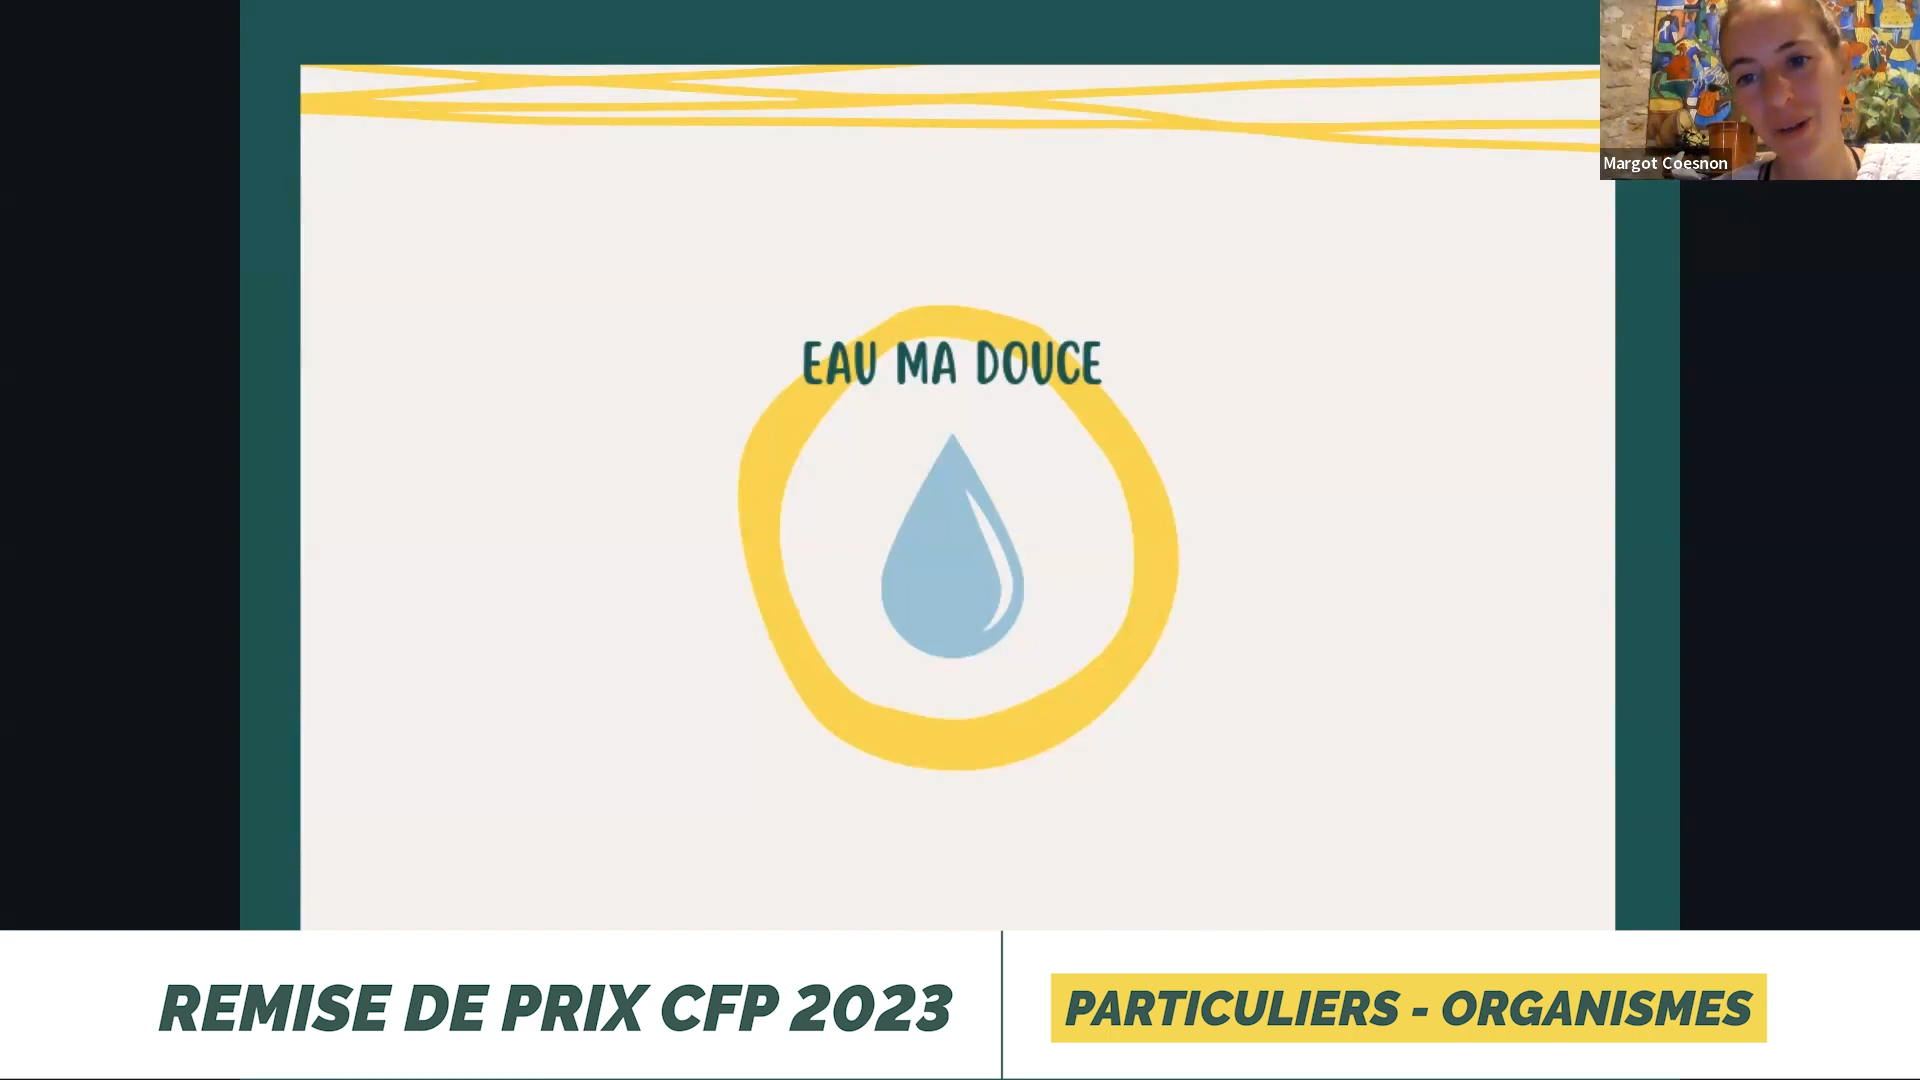 Margot Coesnon
EAU MA DOUCE
REMISE DE PRIX CFP 2023
PARTICULIERS - ORGANISMES